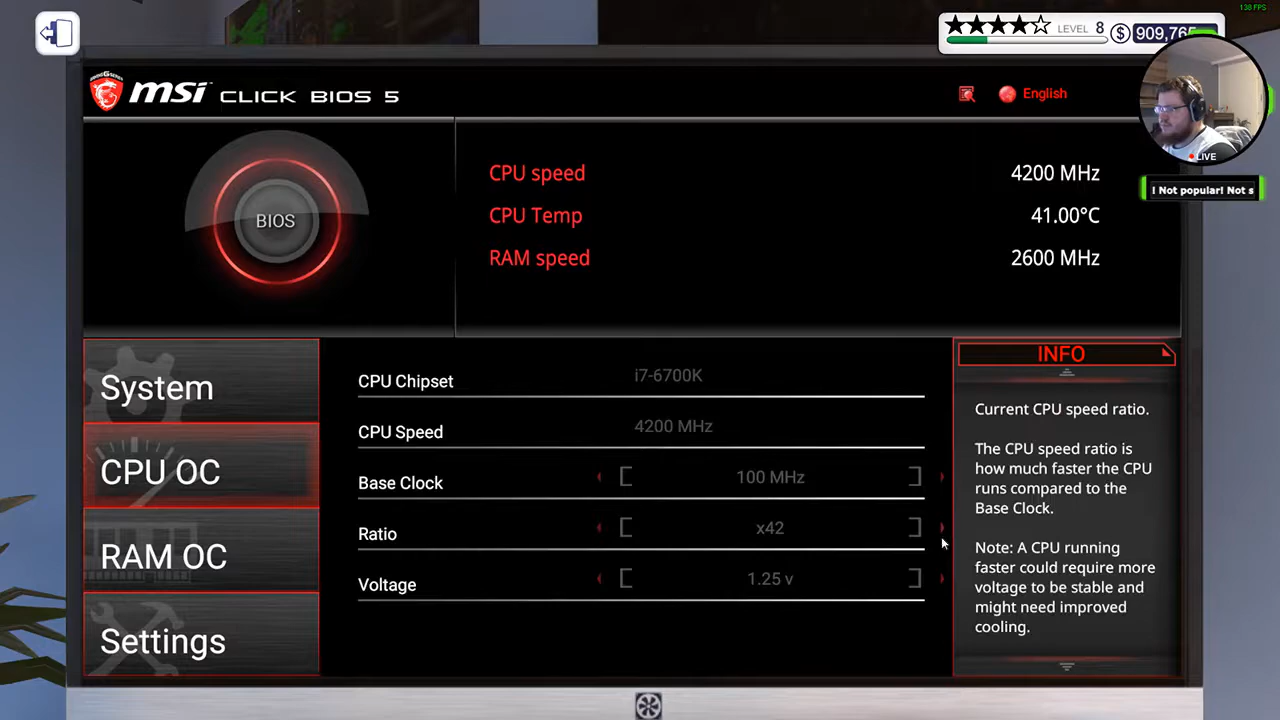 138 FPS
LEVEL 8 $ 909,765
msi CLICK BIOS 5
English
LIVE
! Not popular! Not s
BIOS
CPU speed 4200 MHz
CPU Temp 41.00°C
RAM speed 2600 MHz
System
CPU OC
RAM OC
Settings
CPU Chipset i7-6700K
CPU Speed 4200 MHz
Base Clock [ 100 MHz ]
Ratio [ x42 ]
Voltage [ 1.25 v ]
INFO
Current CPU speed ratio.
The CPU speed ratio is
how much faster the CPU
runs compared to the
Base Clock.
Note: A CPU running
faster could require more
voltage to be stable and
might need improved
cooling.